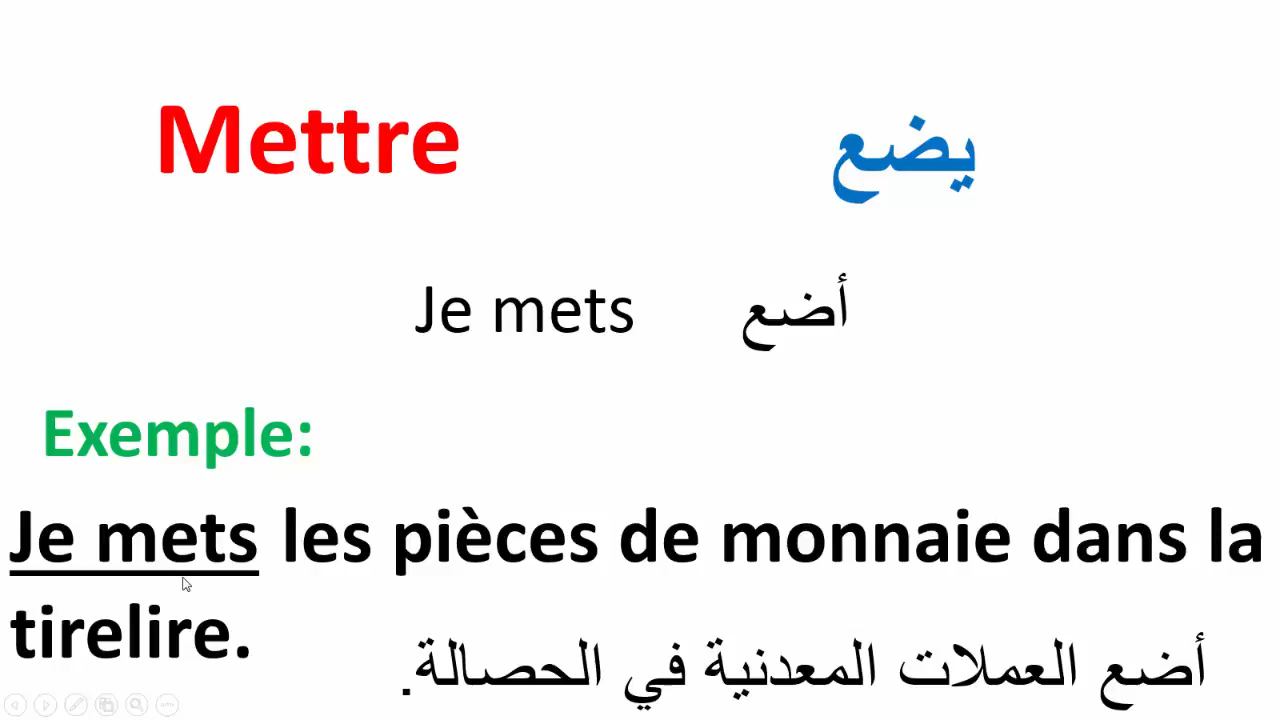 Mettre يضع
Je mets أضع
Exemple:
Je mets les pièces de monnaie dans la
tirelire.
أضع العملات المعدنية في الحصالة.